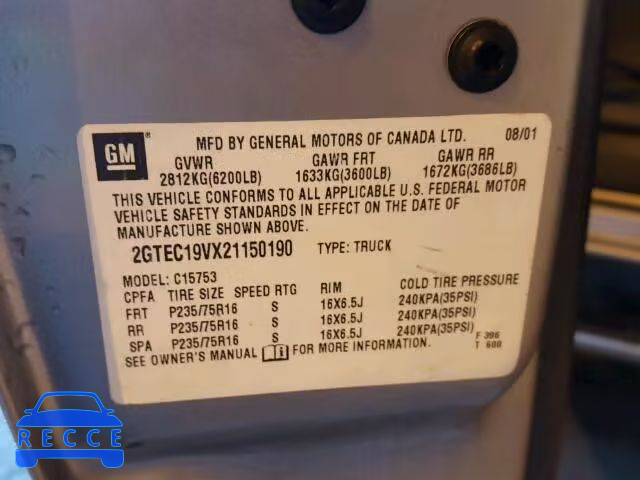 GM
MFD BY GENERAL MOTORS OF CANADA LTD. 08/01
GVWR GAWR FRT GAWR RR
2812KG(6200LB) 1633KG(3600LB) 1672KG(3686LB)
THIS VEHICLE CONFORMS TO ALL APPLICABLE U.S. FEDERAL MOTOR
VEHICLE SAFETY STANDARDS IN EFFECT ON THE DATE OF
MANUFACTURE SHOWN ABOVE.
2GTEC19VX21150190 TYPE: TRUCK
MODEL: C15753
CPFA TIRE SIZE SPEED RTG RIM COLD TIRE PRESSURE
FRT P235/75R16 S 16X6.5J 240KPA(35PSI)
RR P235/75R16 S 16X6.5J 240KPA(35PSI)
SPA P235/75R16 S 16X6.5J 240KPA(35PSI)
SEE OWNER'S MANUAL FOR MORE INFORMATION.
F 396
T 600
RECCE